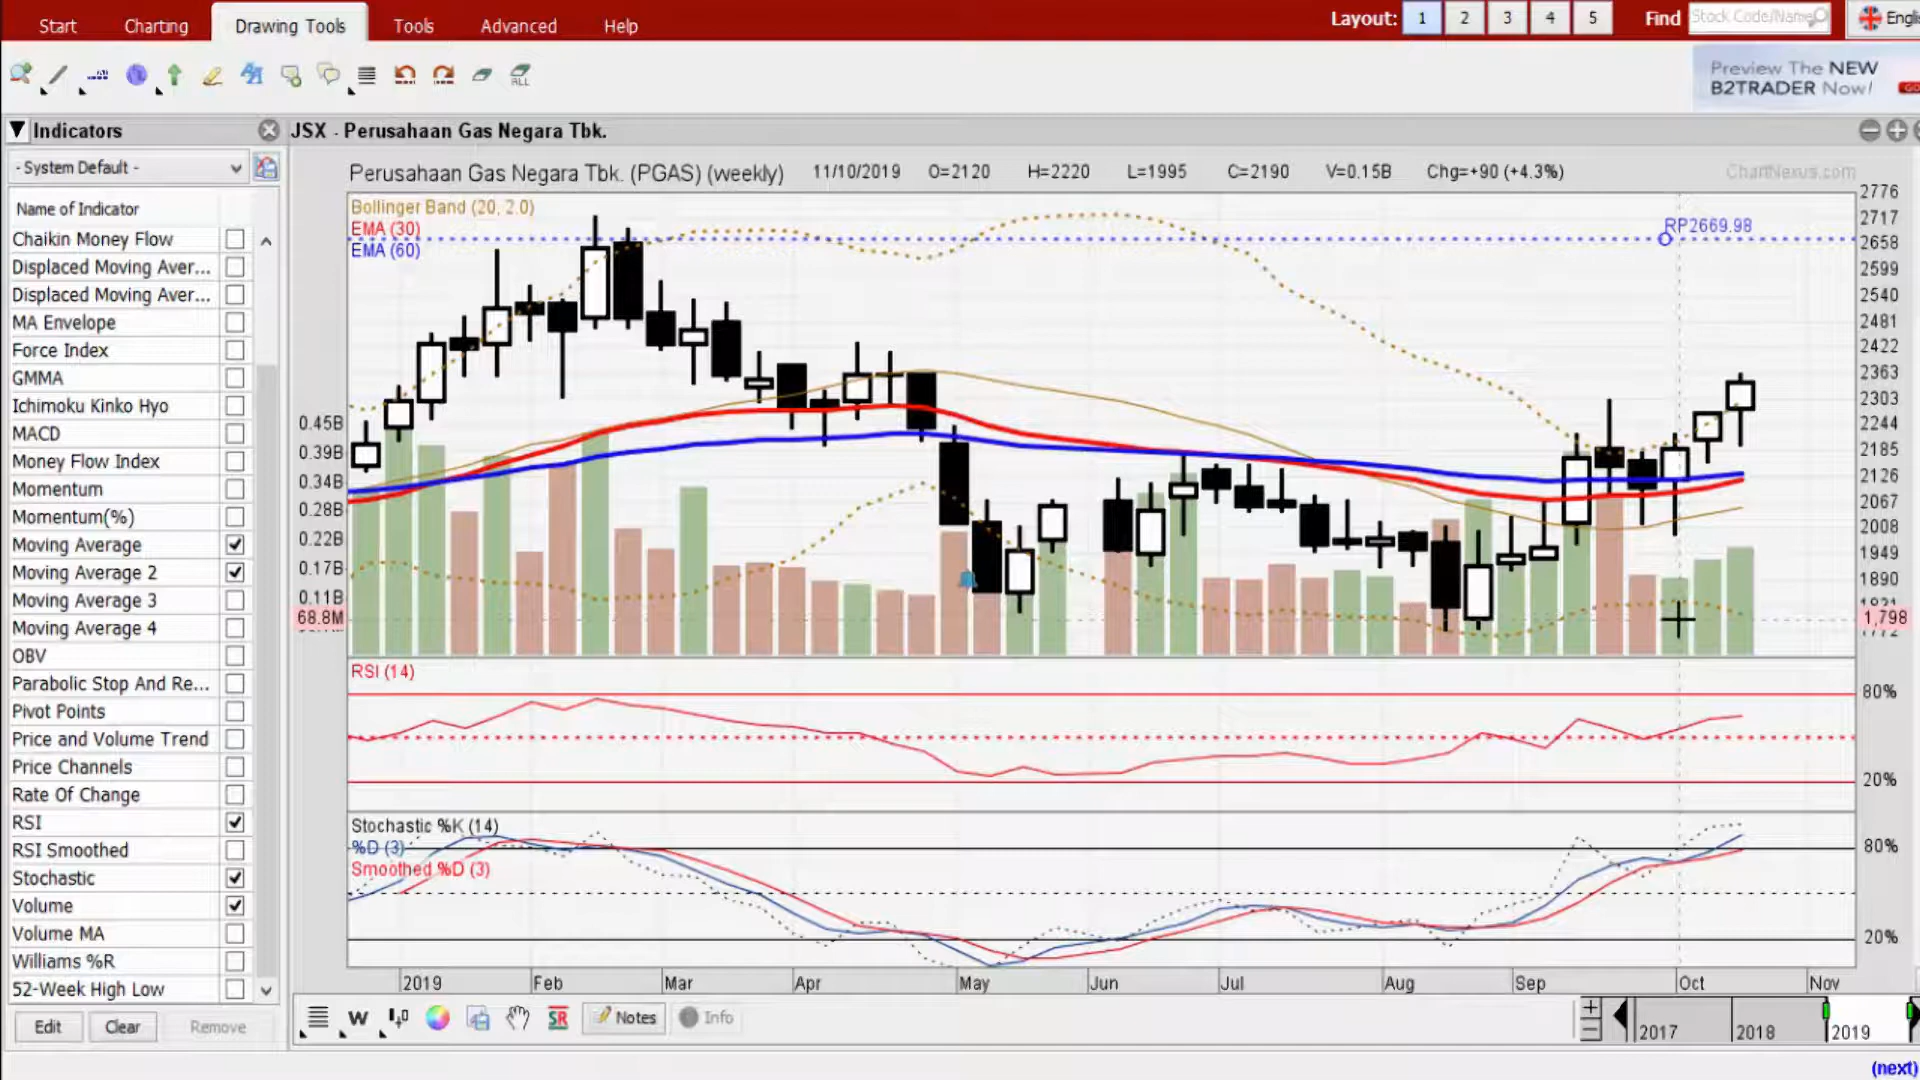 Start Charting Drawing Tools Tools Advanced Help Layout: 1 2 3 4 5 Find Stock Code/Name Engli
ALL
Preview The NEW
B2TRADER Now!
Indicators
JSX - Perusahaan Gas Negara Tbk.
- System Default -
Name of Indicator
Chaikin Money Flow
Displaced Moving Aver...
Displaced Moving Aver...
MA Envelope
Force Index
GMMA
Ichimoku Kinko Hyo
MACD
Money Flow Index
Momentum
Momentum(%)
Moving Average
Moving Average 2
Moving Average 3
Moving Average 4
OBV
Parabolic Stop And Re...
Pivot Points
Price and Volume Trend
Price Channels
Rate Of Change
RSI
RSI Smoothed
Stochastic
Volume
Volume MA
Williams %R
52-Week High Low
Edit Clear Remove
Perusahaan Gas Negara Tbk. (PGAS) (weekly) 11/10/2019 O=2120 H=2220 L=1995 C=2190 V=0.15B Chg=+90 (+4.3%) ChartNexus.com
Bollinger Band (20, 2.0)
EMA (30)
EMA (60)
RP2669.98
2776
2717
2658
2599
2540
2481
2422
2363
2303
2244
2185
2126
2067
2008
1949
1890
1,798
1772
0.45B
0.39B
0.34B
0.28B
0.22B
0.17B
0.11B
68.8M
RSI (14)
80%
20%
Stochastic %K (14)
%D (3)
Smoothed %D (3)
80%
20%
2019 Feb Mar Apr May Jun Jul Aug Sep Oct Nov
W SR Notes Info
2017 2018 2019
(next)